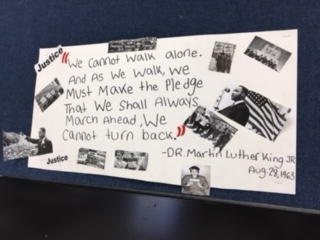 Justice
"We Cannot Walk alone.
And As We walk, We
Must Make the Pledge
That We Shall Always
March Ahead, We
Cannot turn back."
-DR. Martin Luther King JR
Aug. 28, 1963
Justice